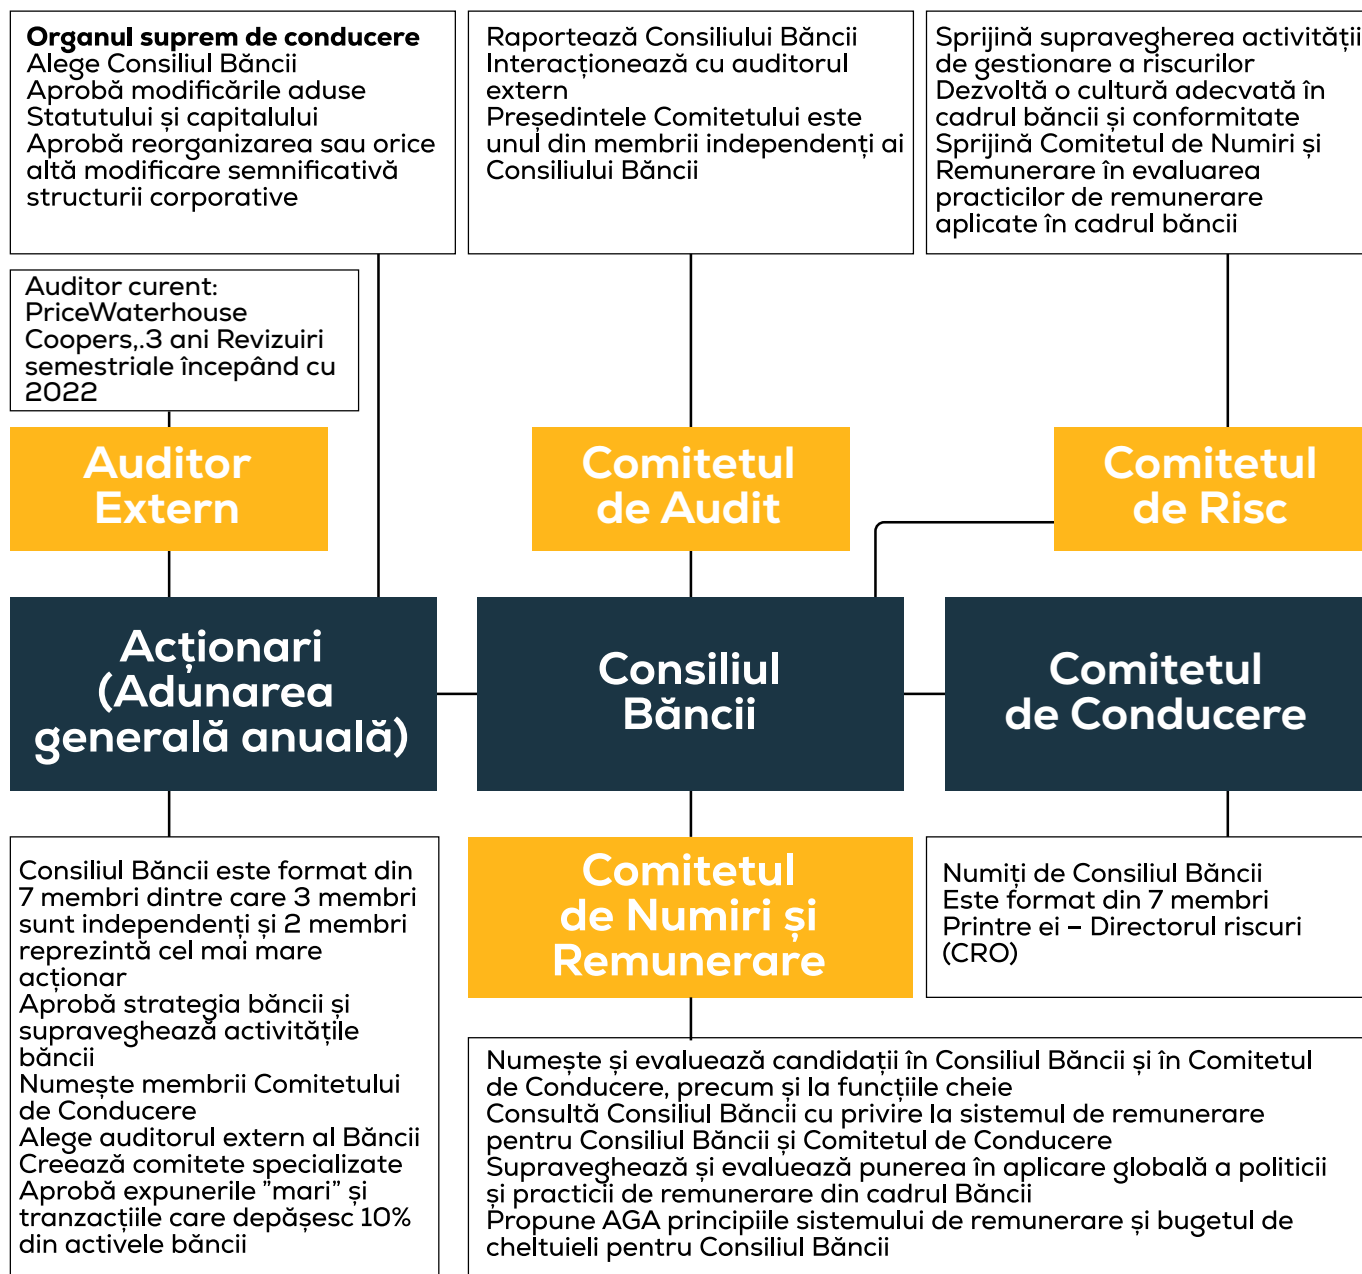 Organul suprem de conducere
Alege Consiliul Băncii
Aprobă modificările aduse
Statutului și capitalului
Aprobă reorganizarea sau orice
altă modificare semnificativă
structurii corporative
Raportează Consiliului Băncii
Interacționează cu auditorul
extern
Președintele Comitetului este
unul din membrii independenți ai
Consiliului Băncii
Sprijină supravegherea activității
de gestionare a riscurilor
Dezvoltă o cultură adecvată în
cadrul băncii și conformitate
Sprijină Comitetul de Numiri și
Remunerare în evaluarea
practicilor de remunerare
aplicate în cadrul băncii
Auditor curent:
PriceWaterhouse
Coopers,.3 ani Revizuiri
semestriale începând cu
2022
Auditor
Extern
Comitetul
de Audit
Comitetul
de Risc
Acționari
(Adunarea
generală anuală)
Consiliul
Băncii
Comitetul
de Conducere
Consiliul Băncii este format din
7 membri dintre care 3 membri
sunt independenți și 2 membri
reprezintă cel mai mare
acționar
Aprobă strategia băncii și
supraveghează activitățile
băncii
Numește membrii Comitetului
de Conducere
Alege auditorul extern al Băncii
Creează comitete specializate
Aprobă expunerile ”mari” și
tranzacțiile care depășesc 10%
din activele băncii
Comitetul
de Numiri și
Remunerare
Numiți de Consiliul Băncii
Este format din 7 membri
Printre ei – Directorul riscuri
(CRO)
Numește și evaluează candidații în Consiliul Băncii și în Comitetul
de Conducere, precum și la funcțiile cheie
Consultă Consiliul Băncii cu privire la sistemul de remunerare
pentru Consiliul Băncii și Comitetul de Conducere
Supraveghează și evaluează punerea în aplicare globală a politicii
și practicii de remunerare din cadrul Băncii
Propune AGA principiile sistemului de remunerare și bugetul de
cheltuieli pentru Consiliul Băncii